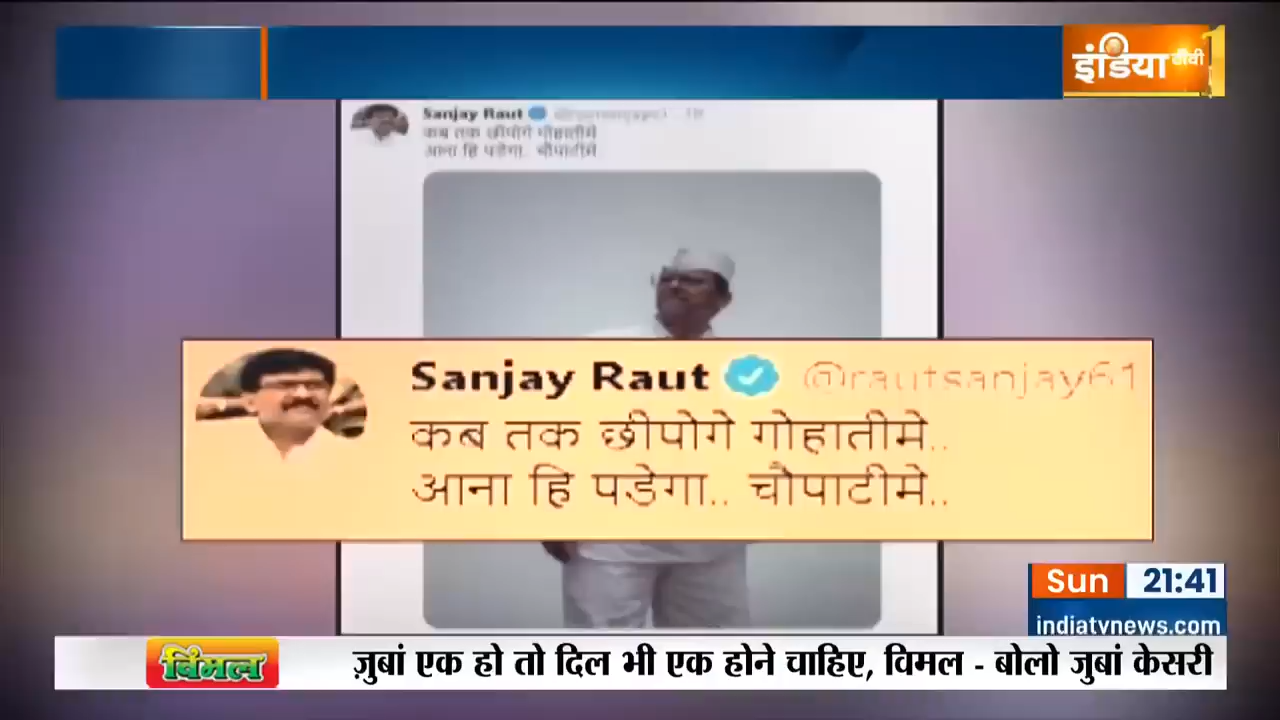 इंडिया टीवी
Sanjay Raut
कब तक छीपोगे गोहातीमे
आना हि पडेगा.. चौपाटीमे
Sanjay Raut @rautsanjay61
कब तक छीपोगे गोहातीमे..
आना हि पडेगा.. चौपाटीमे..
Sun 21:41
indiatvnews.com
विमल ज़ुबां एक हो तो दिल भी एक होने चाहिए, विमल - बोलो जुबां केसरी